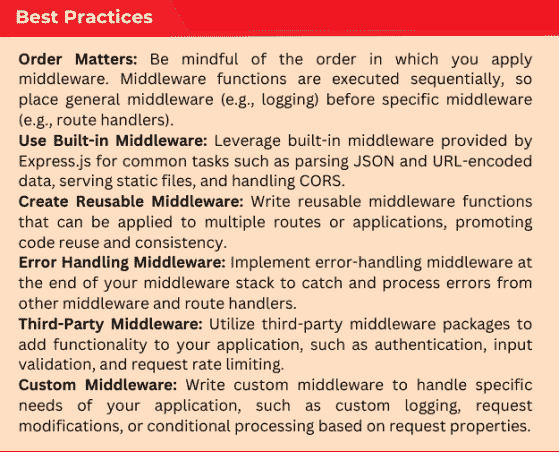 Best Practices
Order Matters: Be mindful of the order in which you apply
middleware. Middleware functions are executed sequentially, so
place general middleware (e.g., logging) before specific middleware
(e.g., route handlers).
Use Built-in Middleware: Leverage built-in middleware provided by
Express.js for common tasks such as parsing JSON and URL-encoded
data, serving static files, and handling CORS.
Create Reusable Middleware: Write reusable middleware functions
that can be applied to multiple routes or applications, promoting
code reuse and consistency.
Error Handling Middleware: Implement error-handling middleware at
the end of your middleware stack to catch and process errors from
other middleware and route handlers.
Third-Party Middleware: Utilize third-party middleware packages to
add functionality to your application, such as authentication, input
validation, and request rate limiting.
Custom Middleware: Write custom middleware to handle specific
needs of your application, such as custom logging, request
modifications, or conditional processing based on request properties.